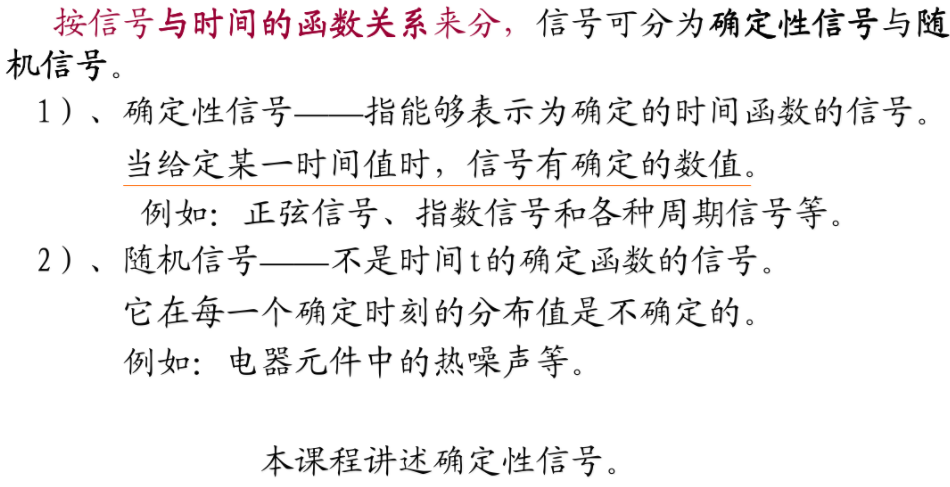 按信号与时间的函数关系来分，信号可分为确定性信号与随
机信号。
1）、确定性信号——指能够表示为确定的时间函数的信号。
当给定某一时间值时，信号有确定的数值。
例如：正弦信号、指数信号和各种周期信号等。
2）、随机信号——不是时间t的确定函数的信号。
它在每一个确定时刻的分布值是不确定的。
例如：电器元件中的热噪声等。
本课程讲述确定性信号。